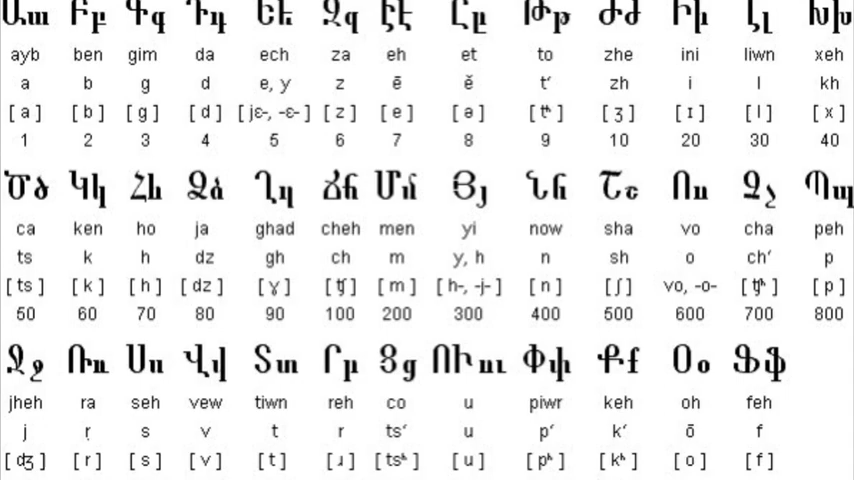 Աա Բբ Գգ Դդ Եե Զզ Էէ Ըը Թթ Ժժ Իի Լլ Խխ
ayb ben gim da ech za eh et to zhe ini liwn xeh
a b g d e, y z ē ě tʻ zh i l kh
[ a ] [ b ] [ g ] [ d ] [ jɛ-, -ɛ- ] [ z ] [ e ] [ ə ] [ tʰ ] [ ʒ ] [ ɪ ] [ l ] [ x ]
1 2 3 4 5 6 7 8 9 10 20 30 40
Ծծ Կկ Հհ Ձձ Ղղ Ճճ Մմ Յյ Նն Շշ Ոո Չչ Պպ
ca ken ho ja ghad cheh men yi now sha vo cha peh
ts k h dz gh ch m y, h n sh o chʻ p
[ ts ] [ k ] [ h ] [ dz ] [ ɣ ] [ ʧ ] [ m ] [ h-, -j- ] [ n ] [ ʃ ] vo, -o- [ ʧʰ ] [ p ]
50 60 70 80 90 100 200 300 400 500 600 700 800
Ջջ Ռռ Սս Վվ Տտ Րր Ցց ՈՒու Փփ Քք Օօ Ֆֆ
jheh ra seh vew tiwn reh co u piwr keh oh feh
j ṛ s v t r tsʻ u pʻ kʻ ō f
[ ʤ ] [ r ] [ s ] [ v ] [ t ] [ ɹ ] [ tsʰ ] [ u ] [ pʰ ] [ kʰ ] [ o ] [ f ]